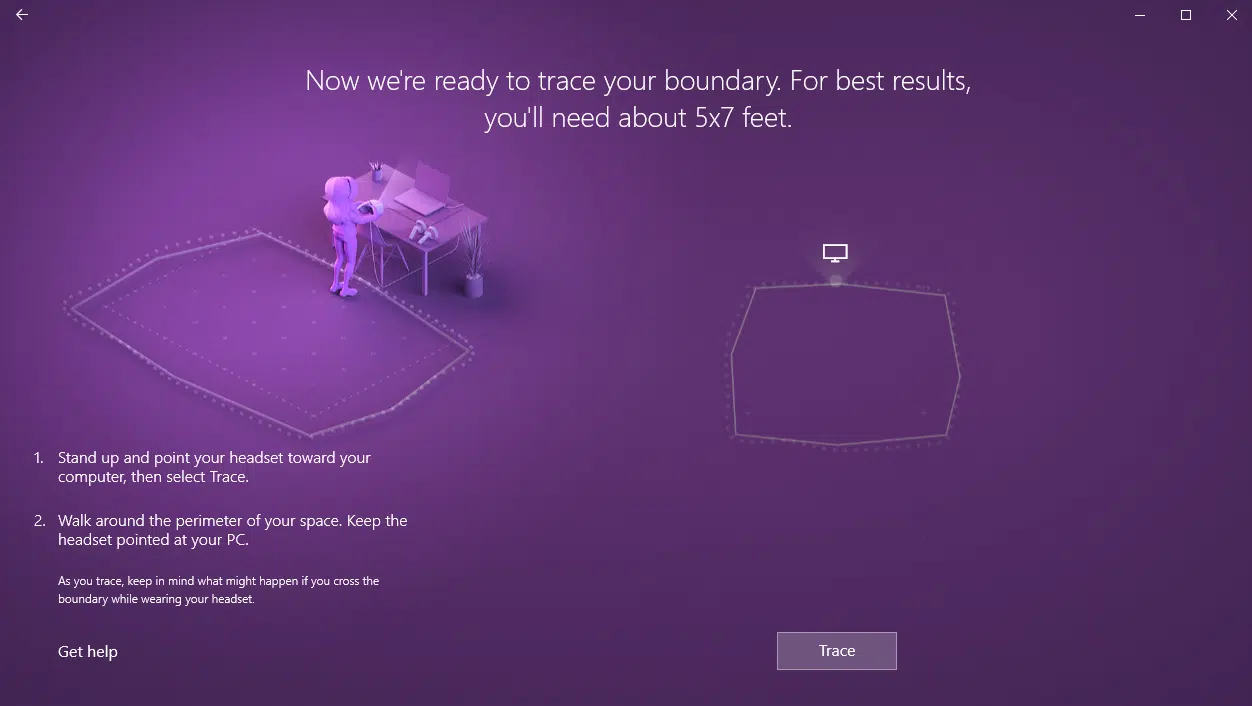 Now we're ready to trace your boundary. For best results,
you'll need about 5x7 feet.
1. Stand up and point your headset toward your
computer, then select Trace.
2. Walk around the perimeter of your space. Keep the
headset pointed at your PC.
As you trace, keep in mind what might happen if you cross the
boundary while wearing your headset.
Get help
Trace